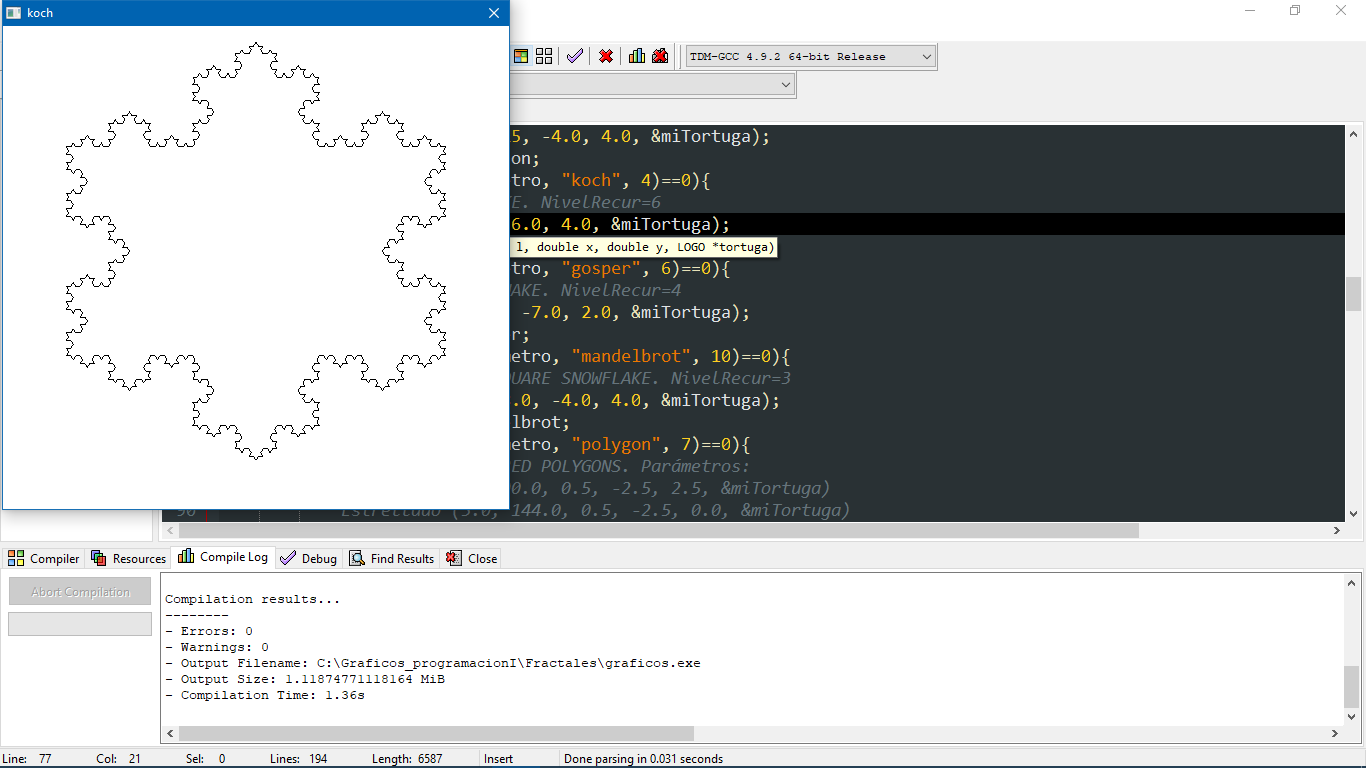 koch
TDM-GCC 4.9.2 64-bit Release
5, -4.0, 4.0, &miTortuga);
on;
tro, "koch", 4)==0){
E. NivelRecur=6
6.0, 4.0, &miTortuga);
l, double x, double y, LOGO *tortuga)
tro, "gosper", 6)==0){
AKE. NivelRecur=4
-7.0, 2.0, &miTortuga);
r;
etro, "mandelbrot", 10)==0){
UARE SNOWFLAKE. NivelRecur=3
.0, -4.0, 4.0, &miTortuga);
lbrot;
etro, "polygon", 7)==0){
ED POLYGONS. Parámetros:
0.0, 0.5, -2.5, 2.5, &miTortuga)
90 Estrellado (5.0, 144.0, 0.5, -2.5, 0.0, &miTortuga)
Compiler Resources Compile Log Debug Find Results Close
Abort Compilation
Compilation results...
--------
- Errors: 0
- Warnings: 0
- Output Filename: C:\Graficos_programacionI\Fractales\graficos.exe
- Output Size: 1.11874771118164 MiB
- Compilation Time: 1.36s
Line: 77 Col: 21 Sel: 0 Lines: 194 Length: 6587 Insert Done parsing in 0.031 seconds